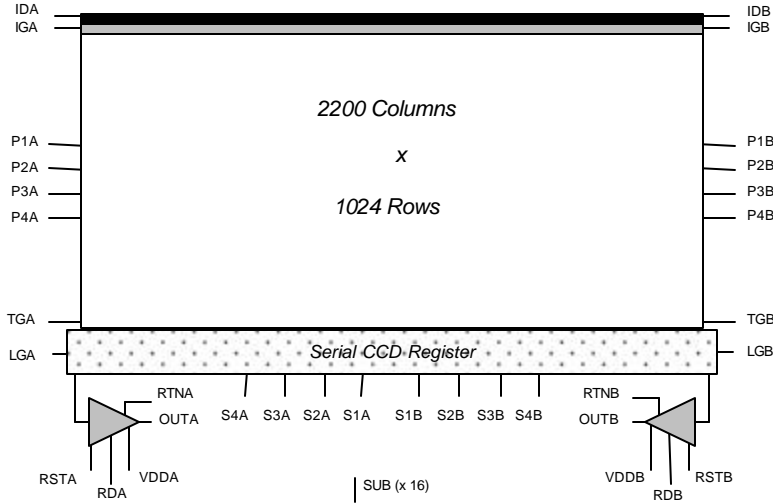 IDA
IDB
IGA
IGB
2200 Columns
x
1024 Rows
P1A
P1B
P2A
P2B
P3A
P3B
P4A
P4B
TGA
TGB
LGA
Serial CCD Register
LGB
RTNA
RTNB
OUTA
S4A S3A S2A S1A S1B S2B S3B S4B
OUTB
RSTA
RDA
VDDA
SUB (x 16)
VDDB
RDB
RSTB